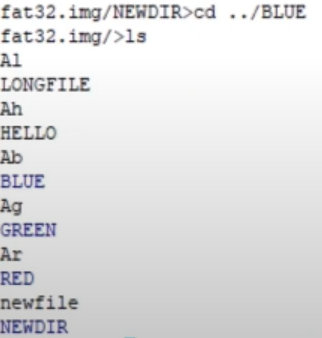 fat32.img/NEWDIR>cd ../BLUE
fat32.img/>ls
Al
LONGFILE
Ah
HELLO
Ab
BLUE
Ag
GREEN
Ar
RED
newfile
NEWDIR